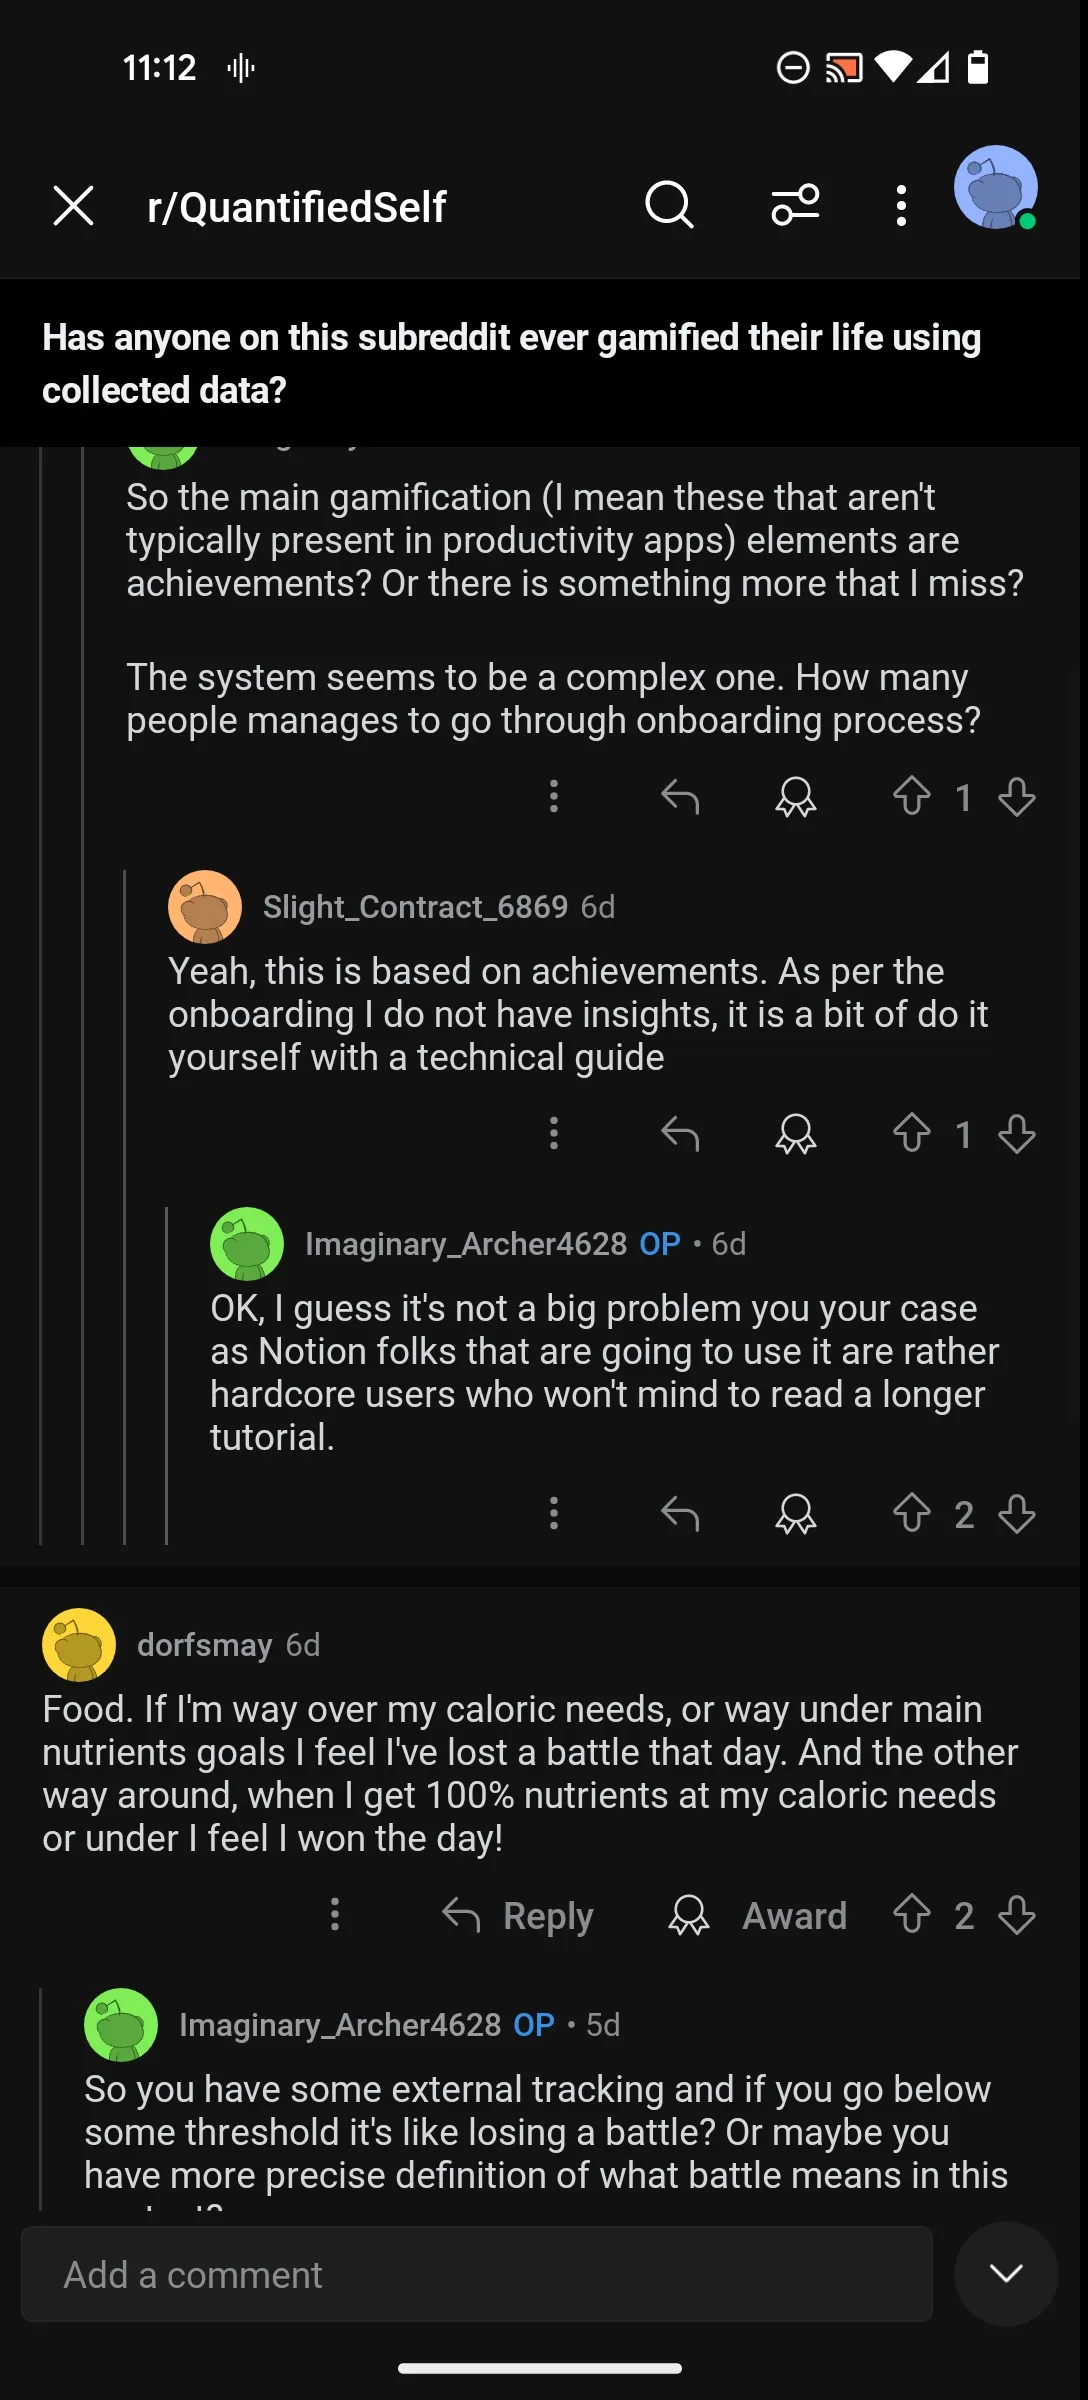 11:12
r/QuantifiedSelf
Has anyone on this subreddit ever gamified their life using
collected data?
So the main gamification (I mean these that aren't
typically present in productivity apps) elements are
achievements? Or there is something more that I miss?
The system seems to be a complex one. How many
people manages to go through onboarding process?
1
Slight_Contract_6869 6d
Yeah, this is based on achievements. As per the
onboarding I do not have insights, it is a bit of do it
yourself with a technical guide
1
Imaginary_Archer4628 OP • 6d
OK, I guess it's not a big problem you your case
as Notion folks that are going to use it are rather
hardcore users who won't mind to read a longer
tutorial.
2
dorfsmay 6d
Food. If I'm way over my caloric needs, or way under main
nutrients goals I feel I've lost a battle that day. And the other
way around, when I get 100% nutrients at my caloric needs
or under I feel I won the day!
Reply Award 2
Imaginary_Archer4628 OP • 5d
So you have some external tracking and if you go below
some threshold it's like losing a battle? Or maybe you
have more precise definition of what battle means in this
Add a comment